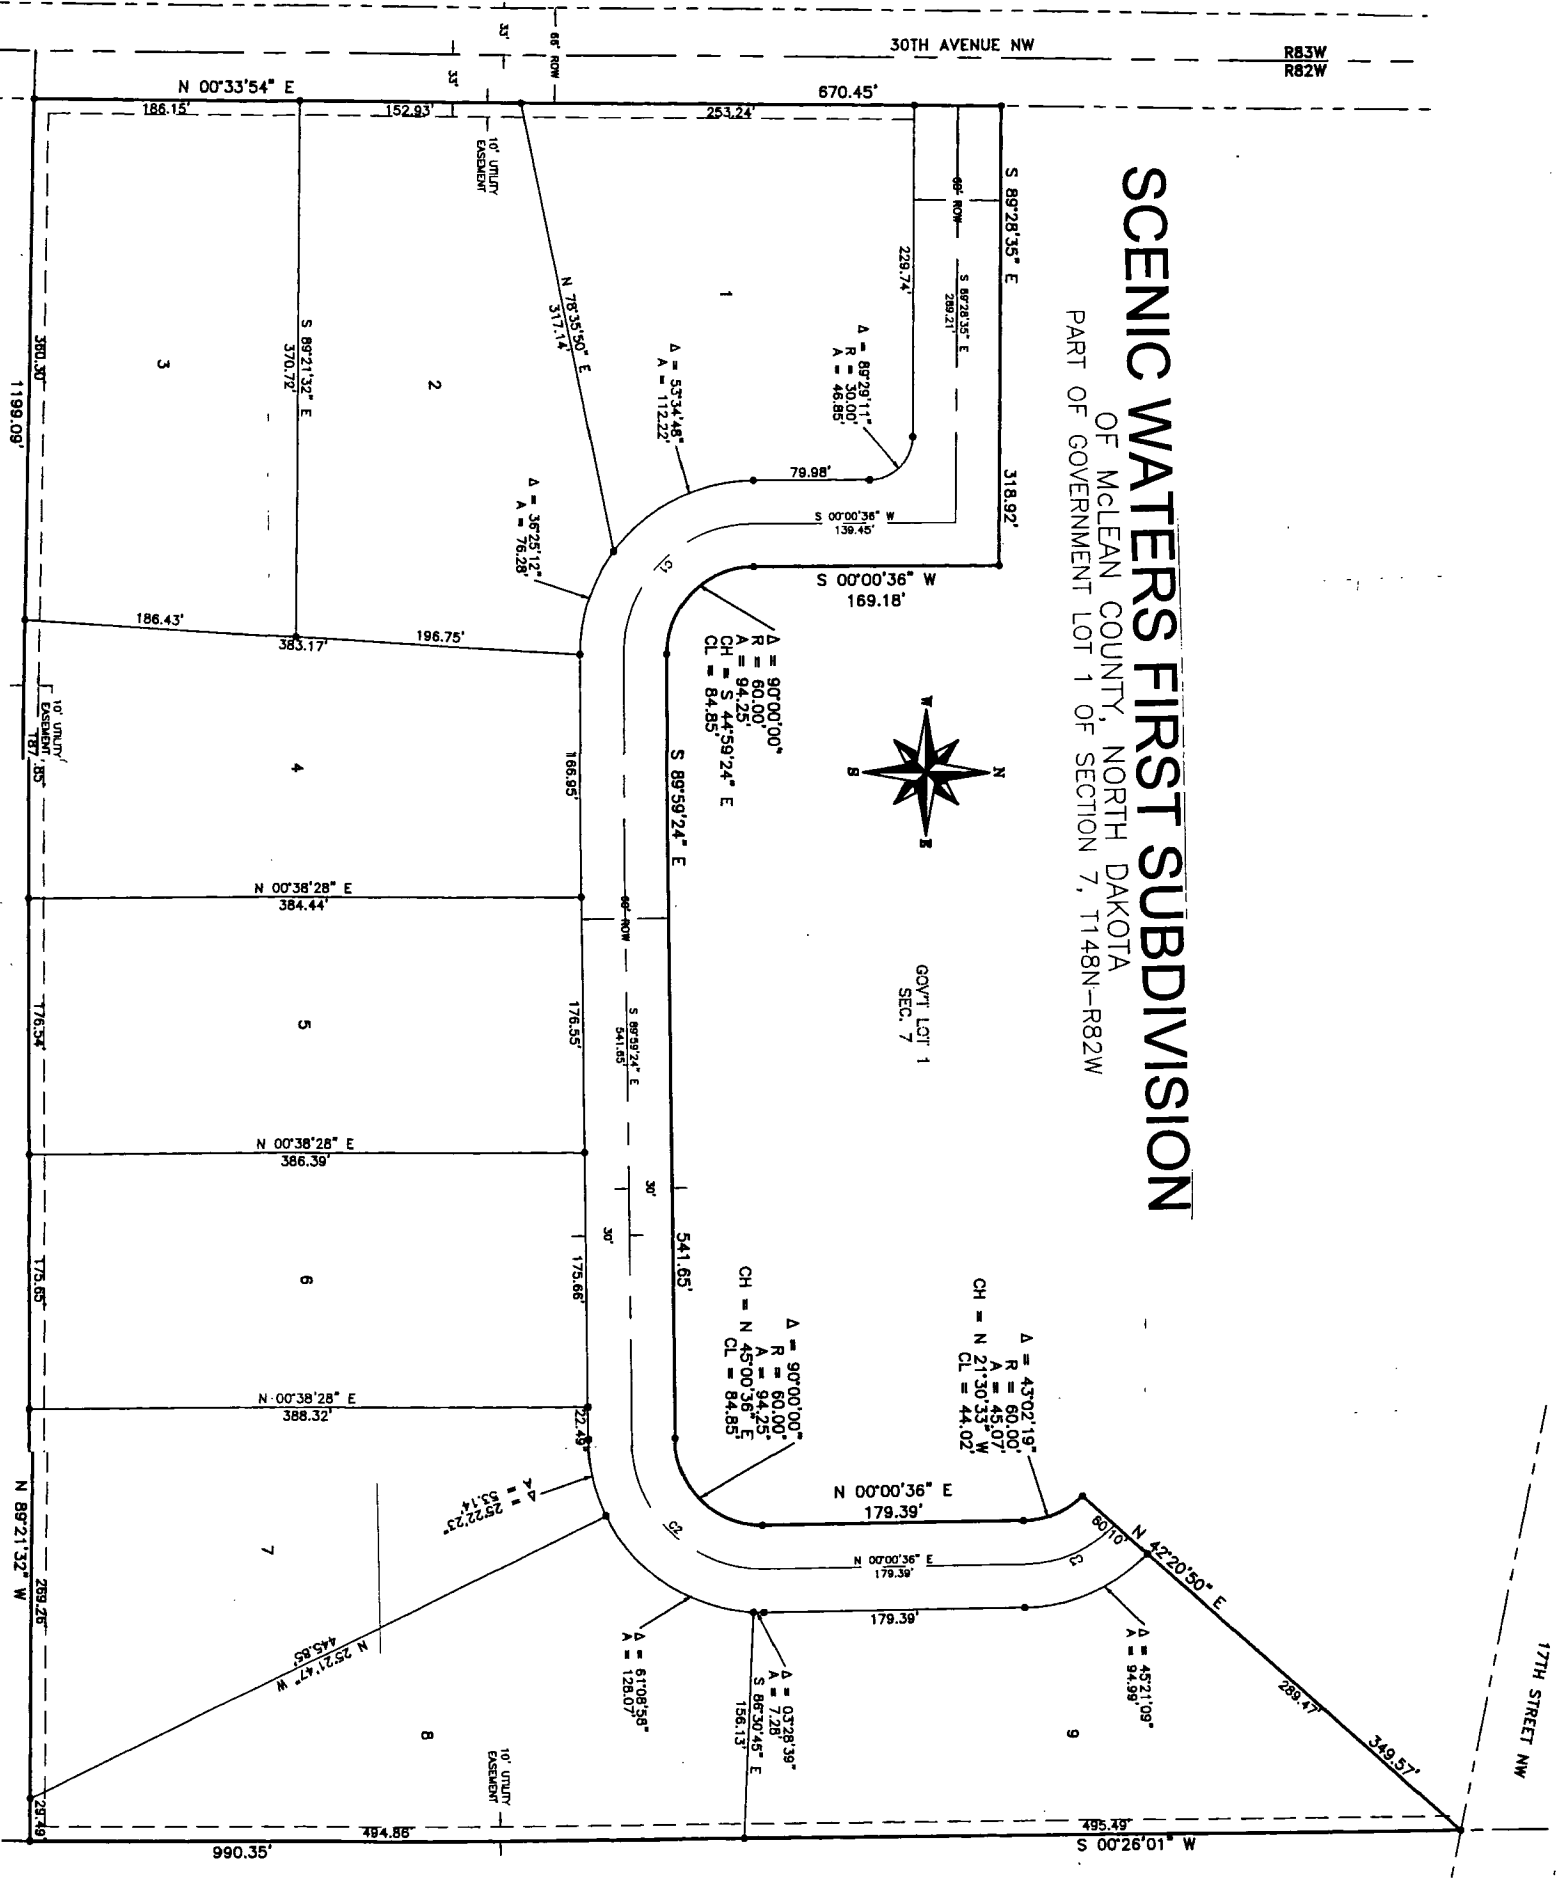 SCENIC WATERS FIRST SUBDIVISION
OF McLEAN COUNTY, NORTH DAKOTA
PART OF GOVERNMENT LOT 1 OF SECTION 7, T148N-R82W
30TH AVENUE NW
R83W
R82W
33'
33'
66' ROW
N 00°33'54" E
670.45'
186.15'
152.93'
253.24'
10' UTILITY
EASEMENT
S 89°28'35" E
318.92'
66' ROW
229.74'
S 89°28'35" E
289.21'
1
N 78°35'50" E
317.14'
Δ = 89°29'11"
R = 30.00'
A = 46.85'
Δ = 53°34'48"
A = 112.22'
79.98'
S 00°00'36" W
139.45'
S 00°00'36" W
169.18'
2
3
S 89°21'32" E
370.72'
360.30'
1199.09'
Δ = 36°25'12"
A = 76.28'
C1
186.43'
383.17'
196.75'
Δ = 90°00'00"
R = 60.00'
A = 94.25'
CH = S 44°59'24" E
CL = 84.85'
W
N
S
E
GOV'T LOT 1
SEC. 7
10' UTILITY
EASEMENT
187.85'
4
166.95'
S 89°59'24" E
541.65'
N 00°38'28" E
384.44'
66' ROW
5
176.54'
176.55'
S 89°59'24" E
541.65'
N 00°38'28" E
386.39'
30'
30'
6
175.65'
175.66'
N 00°38'28" E
388.32'
22.49'
Δ = 90°00'00"
R = 60.00'
A = 94.25'
CH = N 45°00'36" E
CL = 84.85'
Δ = 43°02'19"
R = 60.00'
A = 45.07'
CH = N 21°30'33" W
CL = 44.02'
N 00°00'36" E
179.39'
N 00°00'36" E
179.39'
179.39'
C2
C3
60.10'
N 42°20'50" E
289.47'
349.57'
17TH STREET NW
Δ = 25°22'23"
A = 53.14'
7
N 89°21'32" W
269.26'
N 25°21'47" W
445.85'
Δ = 61°08'58"
A = 128.07'
Δ = 03°28'39"
A = 7.28'
S 86°30'45" E
156.13'
Δ = 45°21'09"
A = 94.99'
8
9
10' UTILITY
EASEMENT
29.49'
494.86'
495.49'
990.35'
S 00°26'01" W